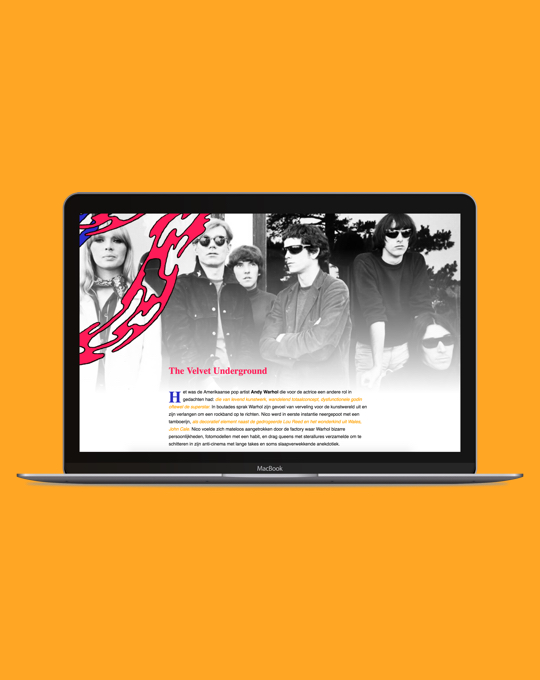 The Velvet Underground
Het was de Amerikaanse pop artist Andy Warhol die voor de actrice een andere rol in
gedachten had: die van levend kunstwerk, wandelend totaalconcept, dysfunctionele gaan
oftewel de superstar. In boutades sprak Warhol zijn gevoel van verveling voor de kunstwereld uit en
zijn verlangen om een rockband op te richten. Nico werd in eerste instantie neergepoot met een
tamboerijn, als decoratief element naast de gedrogeerde Lou Reed en het wonderkind uit Wales,
John Cale. Nico voelde zich mateloos aangetrokken door de factory waar Warhol bizarre
persoonlijkheden, fotomodellen met een habit, en drag queens met sterallures verzamelde om te
schitteren in zijn anti-cinema met lange takes en soms slaapverwekkende anekdotiek.
MacBook